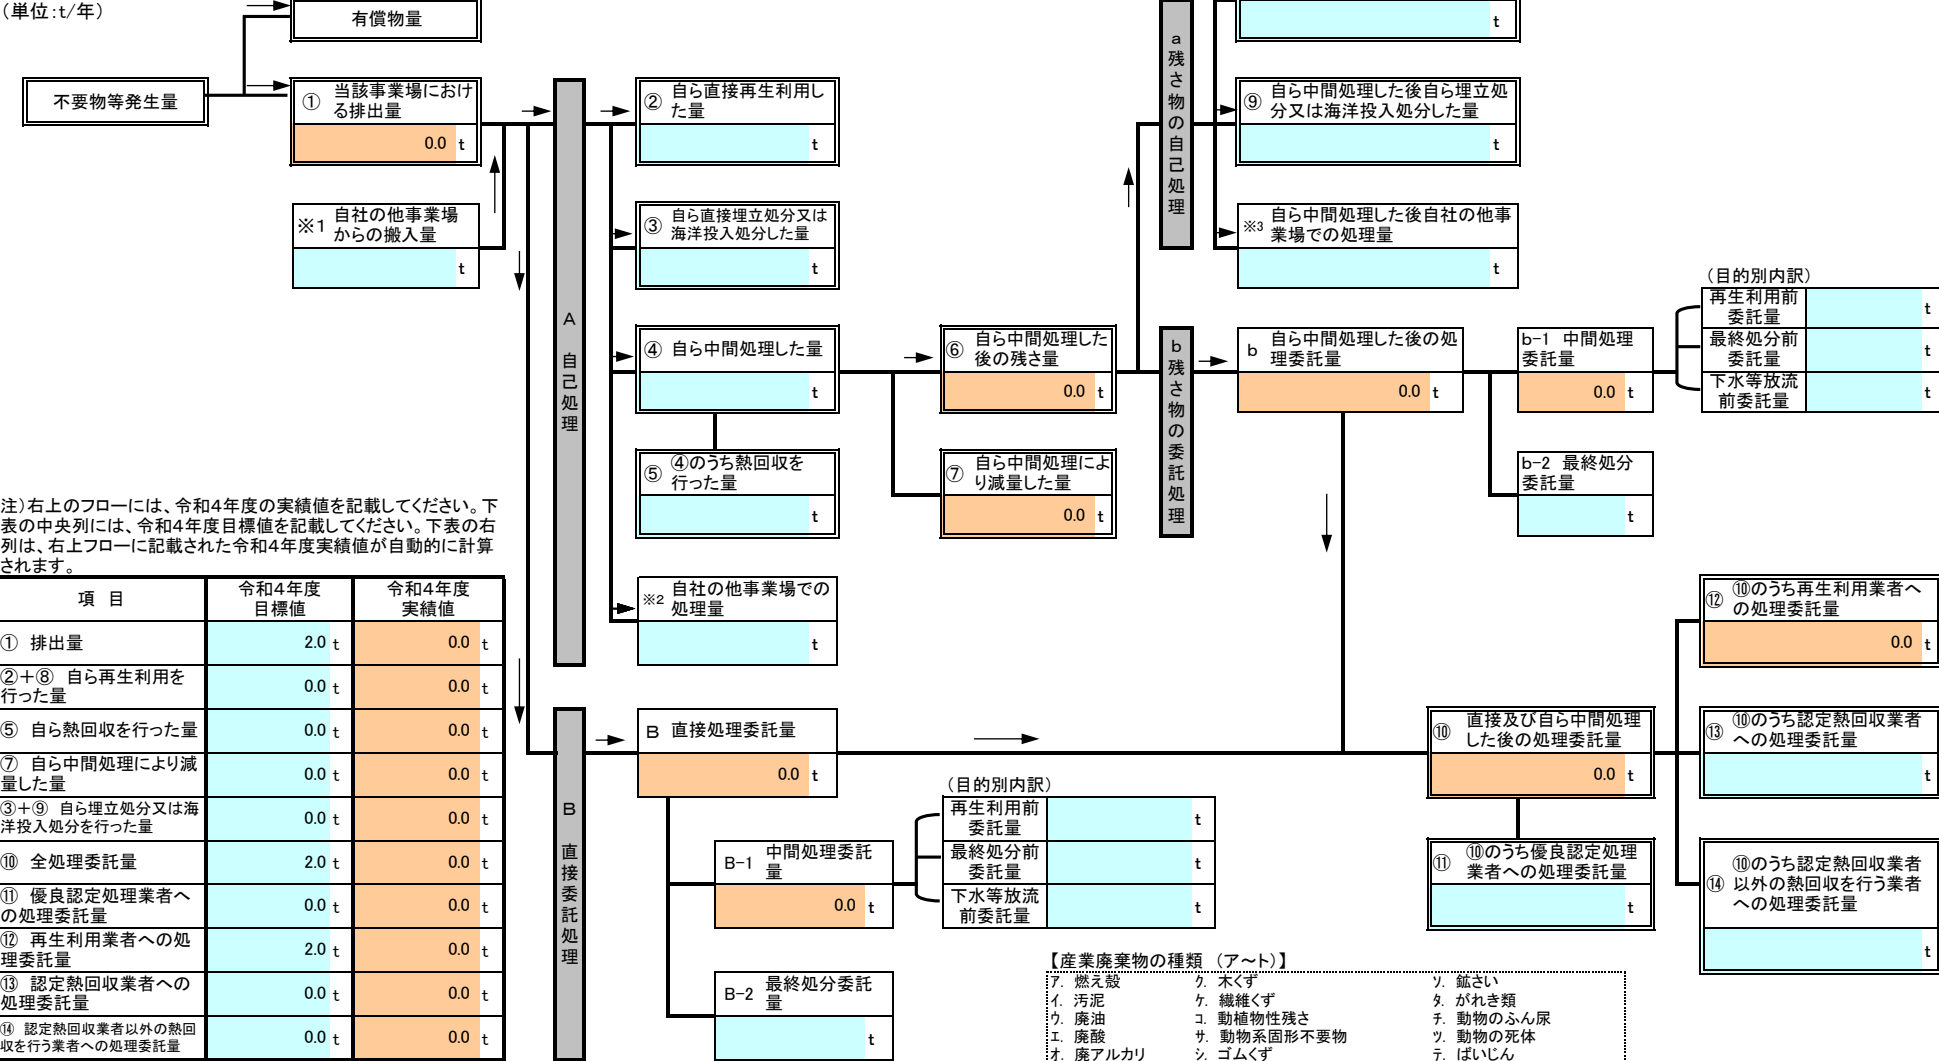 （単位:t/年）
有償物量
不要物等発生量
① 当該事業場におけ
る排出量
0.0 t
※1 自社の他事業場
からの搬入量
t
A 自己処理
② 自ら直接再生利用し
た量
t
③ 自ら直接埋立処分又は
海洋投入処分した量
t
④ 自ら中間処理した量
t
⑤ ④のうち熱回収を
行った量
t
※2 自社の他事業場での
処理量
t
⑥ 自ら中間処理した
後の残さ量
0.0 t
⑦ 自ら中間処理によ
り減量した量
0.0 t
a 残さ物の自己処理
t
⑨ 自ら中間処理した後自ら埋立処
分又は海洋投入処分した量
t
※3 自ら中間処理した後自社の他事
業場での処理量
t
b 残さ物の委託処理
b 自ら中間処理した後の処
理委託量
0.0 t
b-1 中間処理
委託量
0.0 t
b-2 最終処分
委託量
t
（目的別内訳）
再生利用前
委託量
t
最終処分前
委託量
t
下水等放流
前委託量
t
注）右上のフローには、令和4年度の実績値を記載してください。下
表の中央列には、令和4年度目標値を記載してください。下表の右
列は、右上フローに記載された令和4年度実績値が自動的に計算
されます。
項 目 令和4年度 目標値 令和4年度 実績値
① 排出量 2.0 t 0.0 t
②＋⑧ 自ら再生利用を
行った量 0.0 t 0.0 t
⑤ 自ら熱回収を行った量 0.0 t 0.0 t
⑦ 自ら中間処理により減
量した量 0.0 t 0.0 t
③＋⑨ 自ら埋立処分又は海
洋投入処分を行った量 0.0 t 0.0 t
⑩ 全処理委託量 2.0 t 0.0 t
⑪ 優良認定処理業者へ
の処理委託量 0.0 t 0.0 t
⑫ 再生利用業者への処
理委託量 2.0 t 0.0 t
⑬ 認定熱回収業者への
処理委託量 0.0 t 0.0 t
⑭ 認定熱回収業者以外の熱回
収を行う業者への処理委託量 0.0 t 0.0 t
B 直接委託処理
B 直接処理委託量
0.0 t
B-1 中間処理委託
量
0.0 t
B-2 最終処分委託
量
t
（目的別内訳）
再生利用前
委託量
t
最終処分前
委託量
t
下水等放流
前委託量
t
⑩ 直接及び自ら中間処理
した後の処理委託量
0.0 t
⑪ ⑩のうち優良認定処理
業者への処理委託量
t
⑫ ⑩のうち再生利用業者へ
の処理委託量
0.0 t
⑬ ⑩のうち認定熱回収業者
への処理委託量
t
⑭ ⑩のうち認定熱回収業者
以外の熱回収を行う業者
への処理委託量
t
【産業廃棄物の種類 （ア～ト）】
ア. 燃え殻 ク. 木くず ソ. 鉱さい
イ. 汚泥 ケ. 繊維くず タ. がれき類
ウ. 廃油 コ. 動植物性残さ チ. 動物のふん尿
エ. 廃酸 サ. 動物系固形不要物 ツ. 動物の死体
オ. 廃アルカリ シ. ゴムくず テ. ばいじん